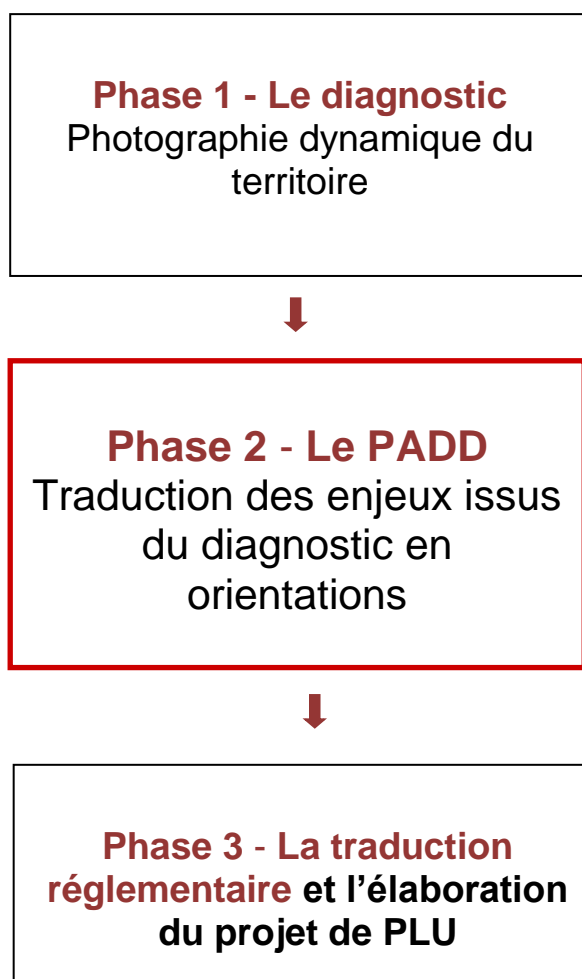 Phase 1 - Le diagnostic
Photographie dynamique du
territoire
Phase 2 - Le PADD
Traduction des enjeux issus
du diagnostic en
orientations
Phase 3 - La traduction
réglementaire et l’élaboration
du projet de PLU